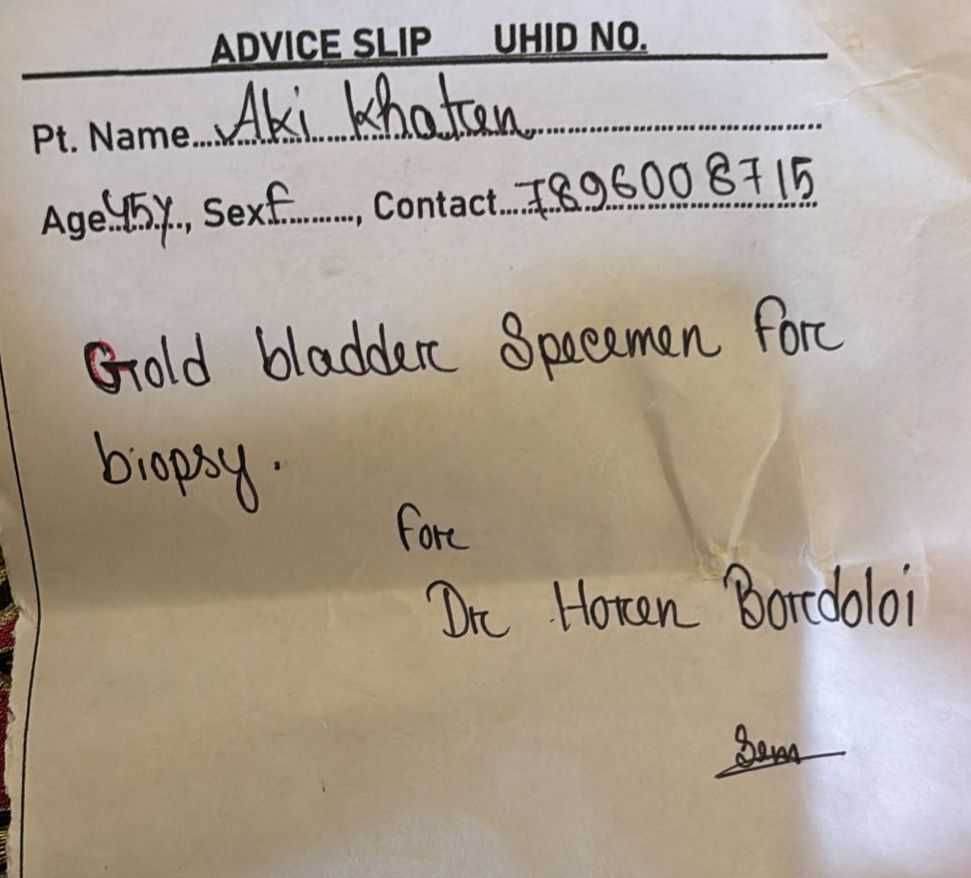 ADVICE SLIP UHID NO.
Pt. Name....Aki Khaten....
Age..45y.., Sex..f...., Contact....7896008715
Gold bladder Specemen for
biopsy.
For
Dr Horen Bordoloi